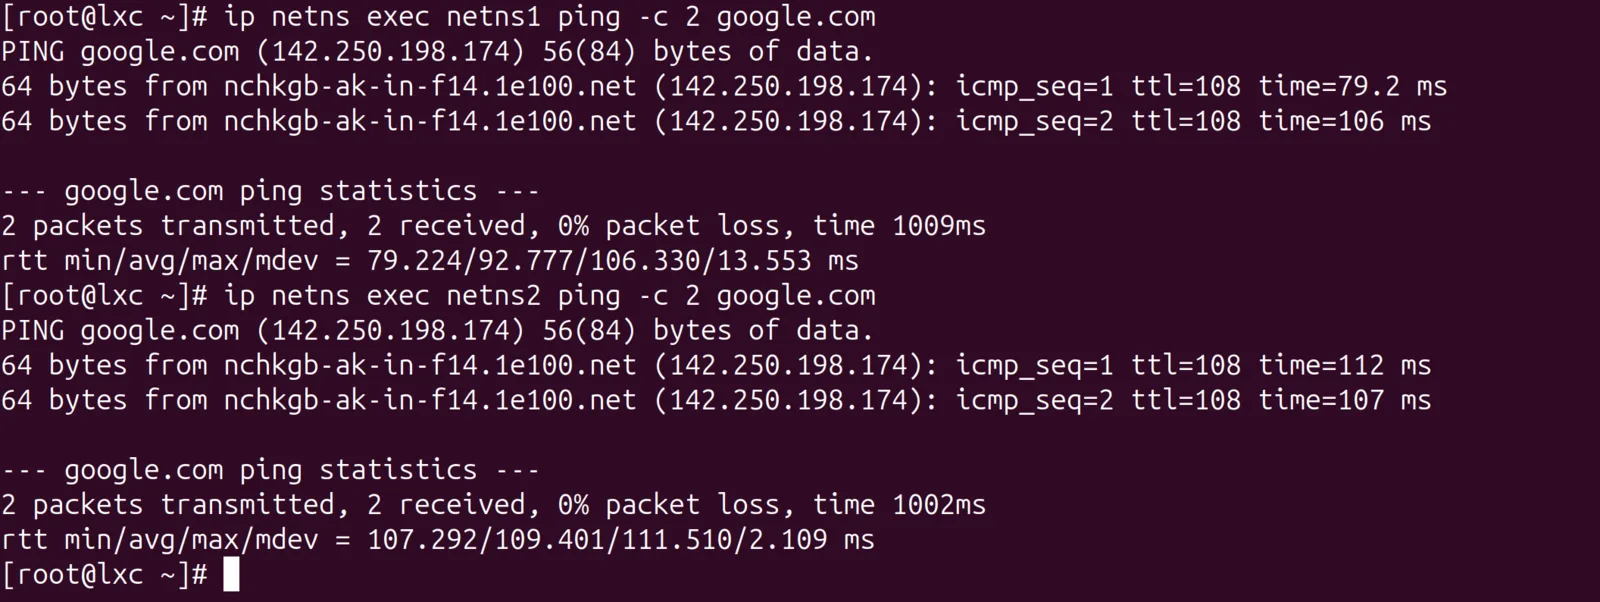 [root@lxc ~]# ip netns exec netns1 ping -c 2 google.com
PING google.com (142.250.198.174) 56(84) bytes of data.
64 bytes from nchkgb-ak-in-f14.1e100.net (142.250.198.174): icmp_seq=1 ttl=108 time=79.2 ms
64 bytes from nchkgb-ak-in-f14.1e100.net (142.250.198.174): icmp_seq=2 ttl=108 time=106 ms
--- google.com ping statistics ---
2 packets transmitted, 2 received, 0% packet loss, time 1009ms
rtt min/avg/max/mdev = 79.224/92.777/106.330/13.553 ms
[root@lxc ~]# ip netns exec netns2 ping -c 2 google.com
PING google.com (142.250.198.174) 56(84) bytes of data.
64 bytes from nchkgb-ak-in-f14.1e100.net (142.250.198.174): icmp_seq=1 ttl=108 time=112 ms
64 bytes from nchkgb-ak-in-f14.1e100.net (142.250.198.174): icmp_seq=2 ttl=108 time=107 ms
--- google.com ping statistics ---
2 packets transmitted, 2 received, 0% packet loss, time 1002ms
rtt min/avg/max/mdev = 107.292/109.401/111.510/2.109 ms
[root@lxc ~]#